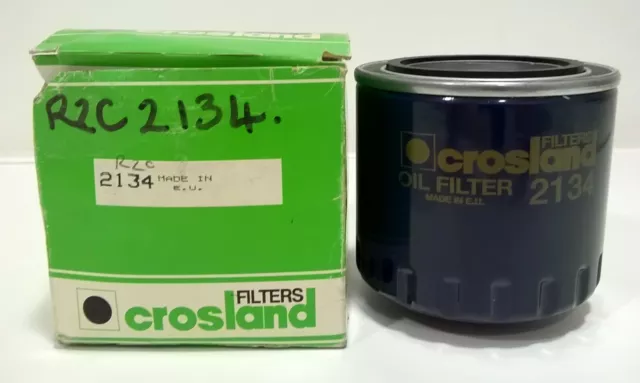 R2C 2134.
R2C
2134 MADE IN
E.U.
FILTERS
crosland
FILTERS
crosland
OIL FILTER 2134
MADE IN E.U.